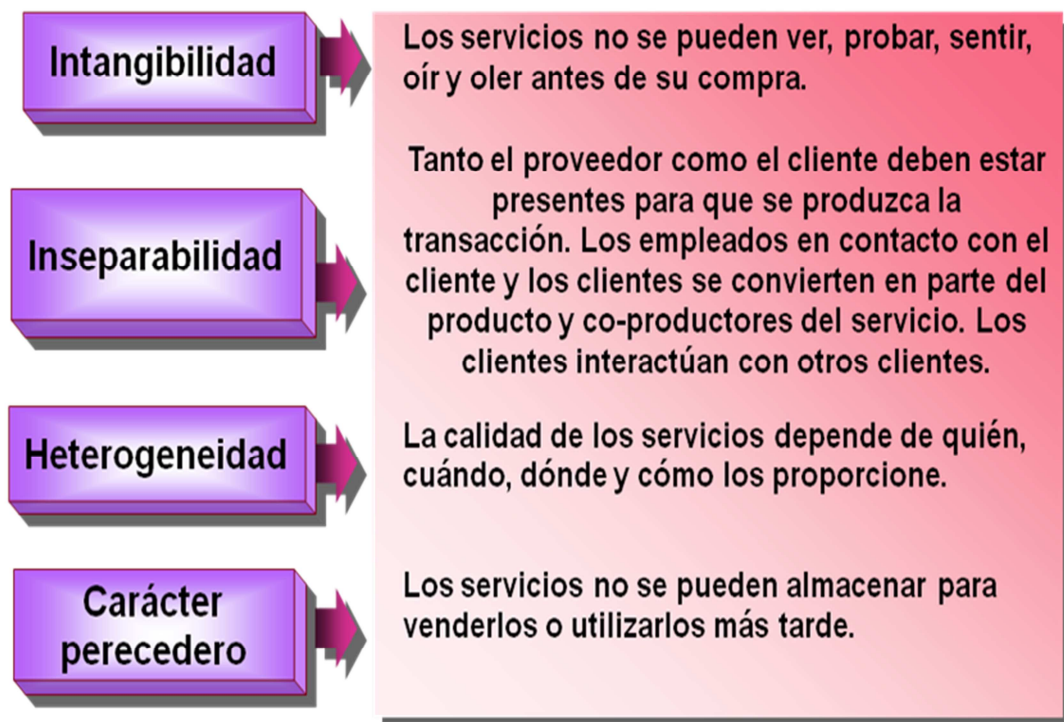 Intangibilidad
Los servicios no se pueden ver, probar, sentir,
oír y oler antes de su compra.
Inseparabilidad
Tanto el proveedor como el cliente deben estar
presentes para que se produzca la
transacción. Los empleados en contacto con el
cliente y los clientes se convierten en parte del
producto y co-productores del servicio. Los
clientes interactúan con otros clientes.
Heterogeneidad
La calidad de los servicios depende de quién,
cuándo, dónde y cómo los proporcione.
Carácter
perecedero
Los servicios no se pueden almacenar para
venderlos o utilizarlos más tarde.